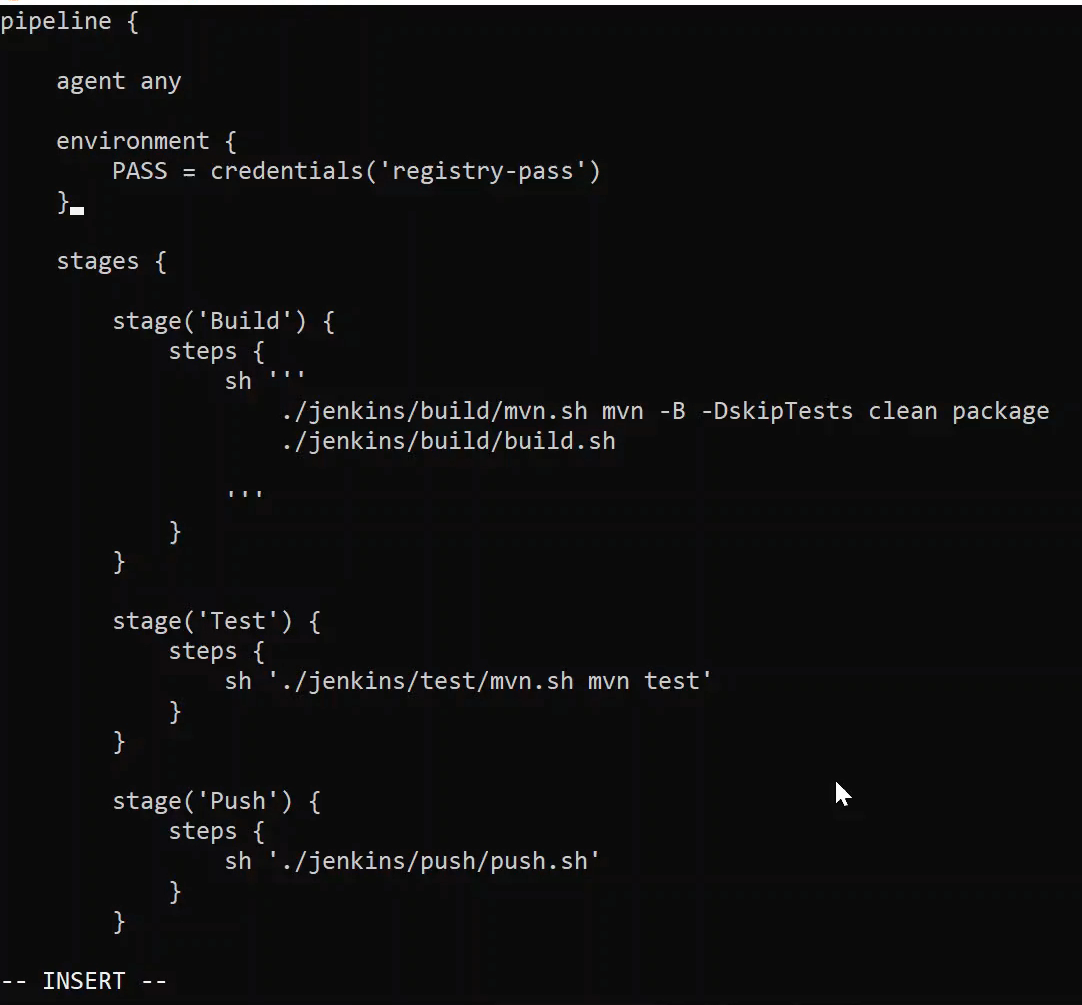 pipeline {
    agent any
    environment {
        PASS = credentials('registry-pass')
    }
    stages {
        stage('Build') {
            steps {
                sh '''
                    ./jenkins/build/mvn.sh mvn -B -DskipTests clean package
                    ./jenkins/build/build.sh
                '''
            }
        }
        stage('Test') {
            steps {
                sh './jenkins/test/mvn.sh mvn test'
            }
        }
        stage('Push') {
            steps {
                sh './jenkins/push/push.sh'
            }
        }
-- INSERT --